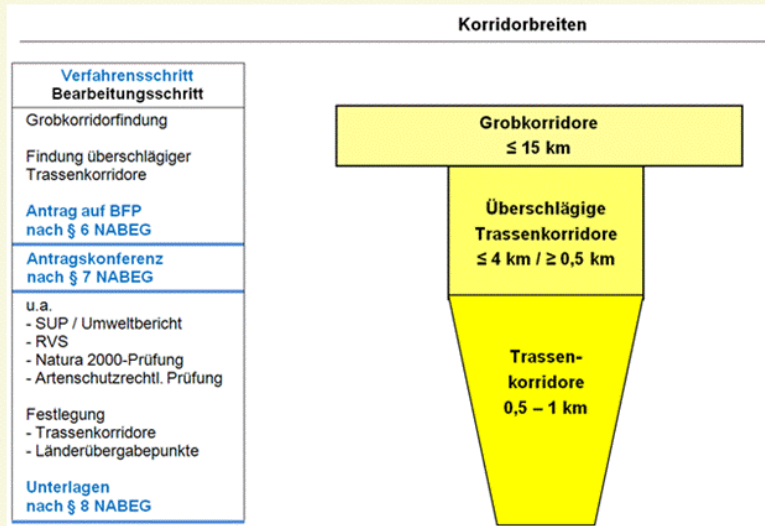 Korridorbreiten
Verfahrensschritt
Bearbeitungsschritt
Grobkorridorfindung
Findung überschlägiger
Trassenkorridore
Antrag auf BFP
nach § 6 NABEG
Antragskonferenz
nach § 7 NABEG
u.a.
- SUP / Umweltbericht
- RVS
- Natura 2000-Prüfung
- Artenschutzrechtl. Prüfung
Festlegung
- Trassenkorridore
- Länderübergabepunkte
Unterlagen
nach § 8 NABEG
Grobkorridore
≤ 15 km
Überschlägige
Trassenkorridore
≤ 4 km / ≥ 0,5 km
Trassen-
korridore
0,5 – 1 km